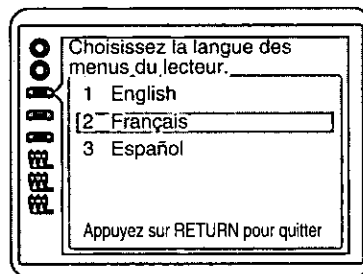 Choisissez la langue des
menus du lecteur.
1 English
2 Français
3 Español
Appuyez sur RETURN pour quitter